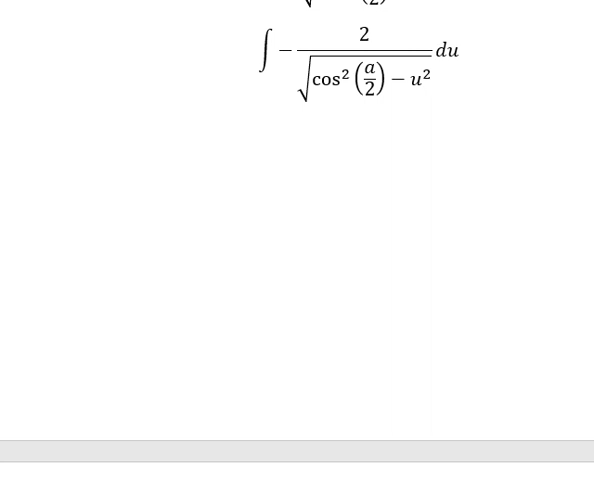 ∫ − 2 / √(cos² (a/2) − u²) du